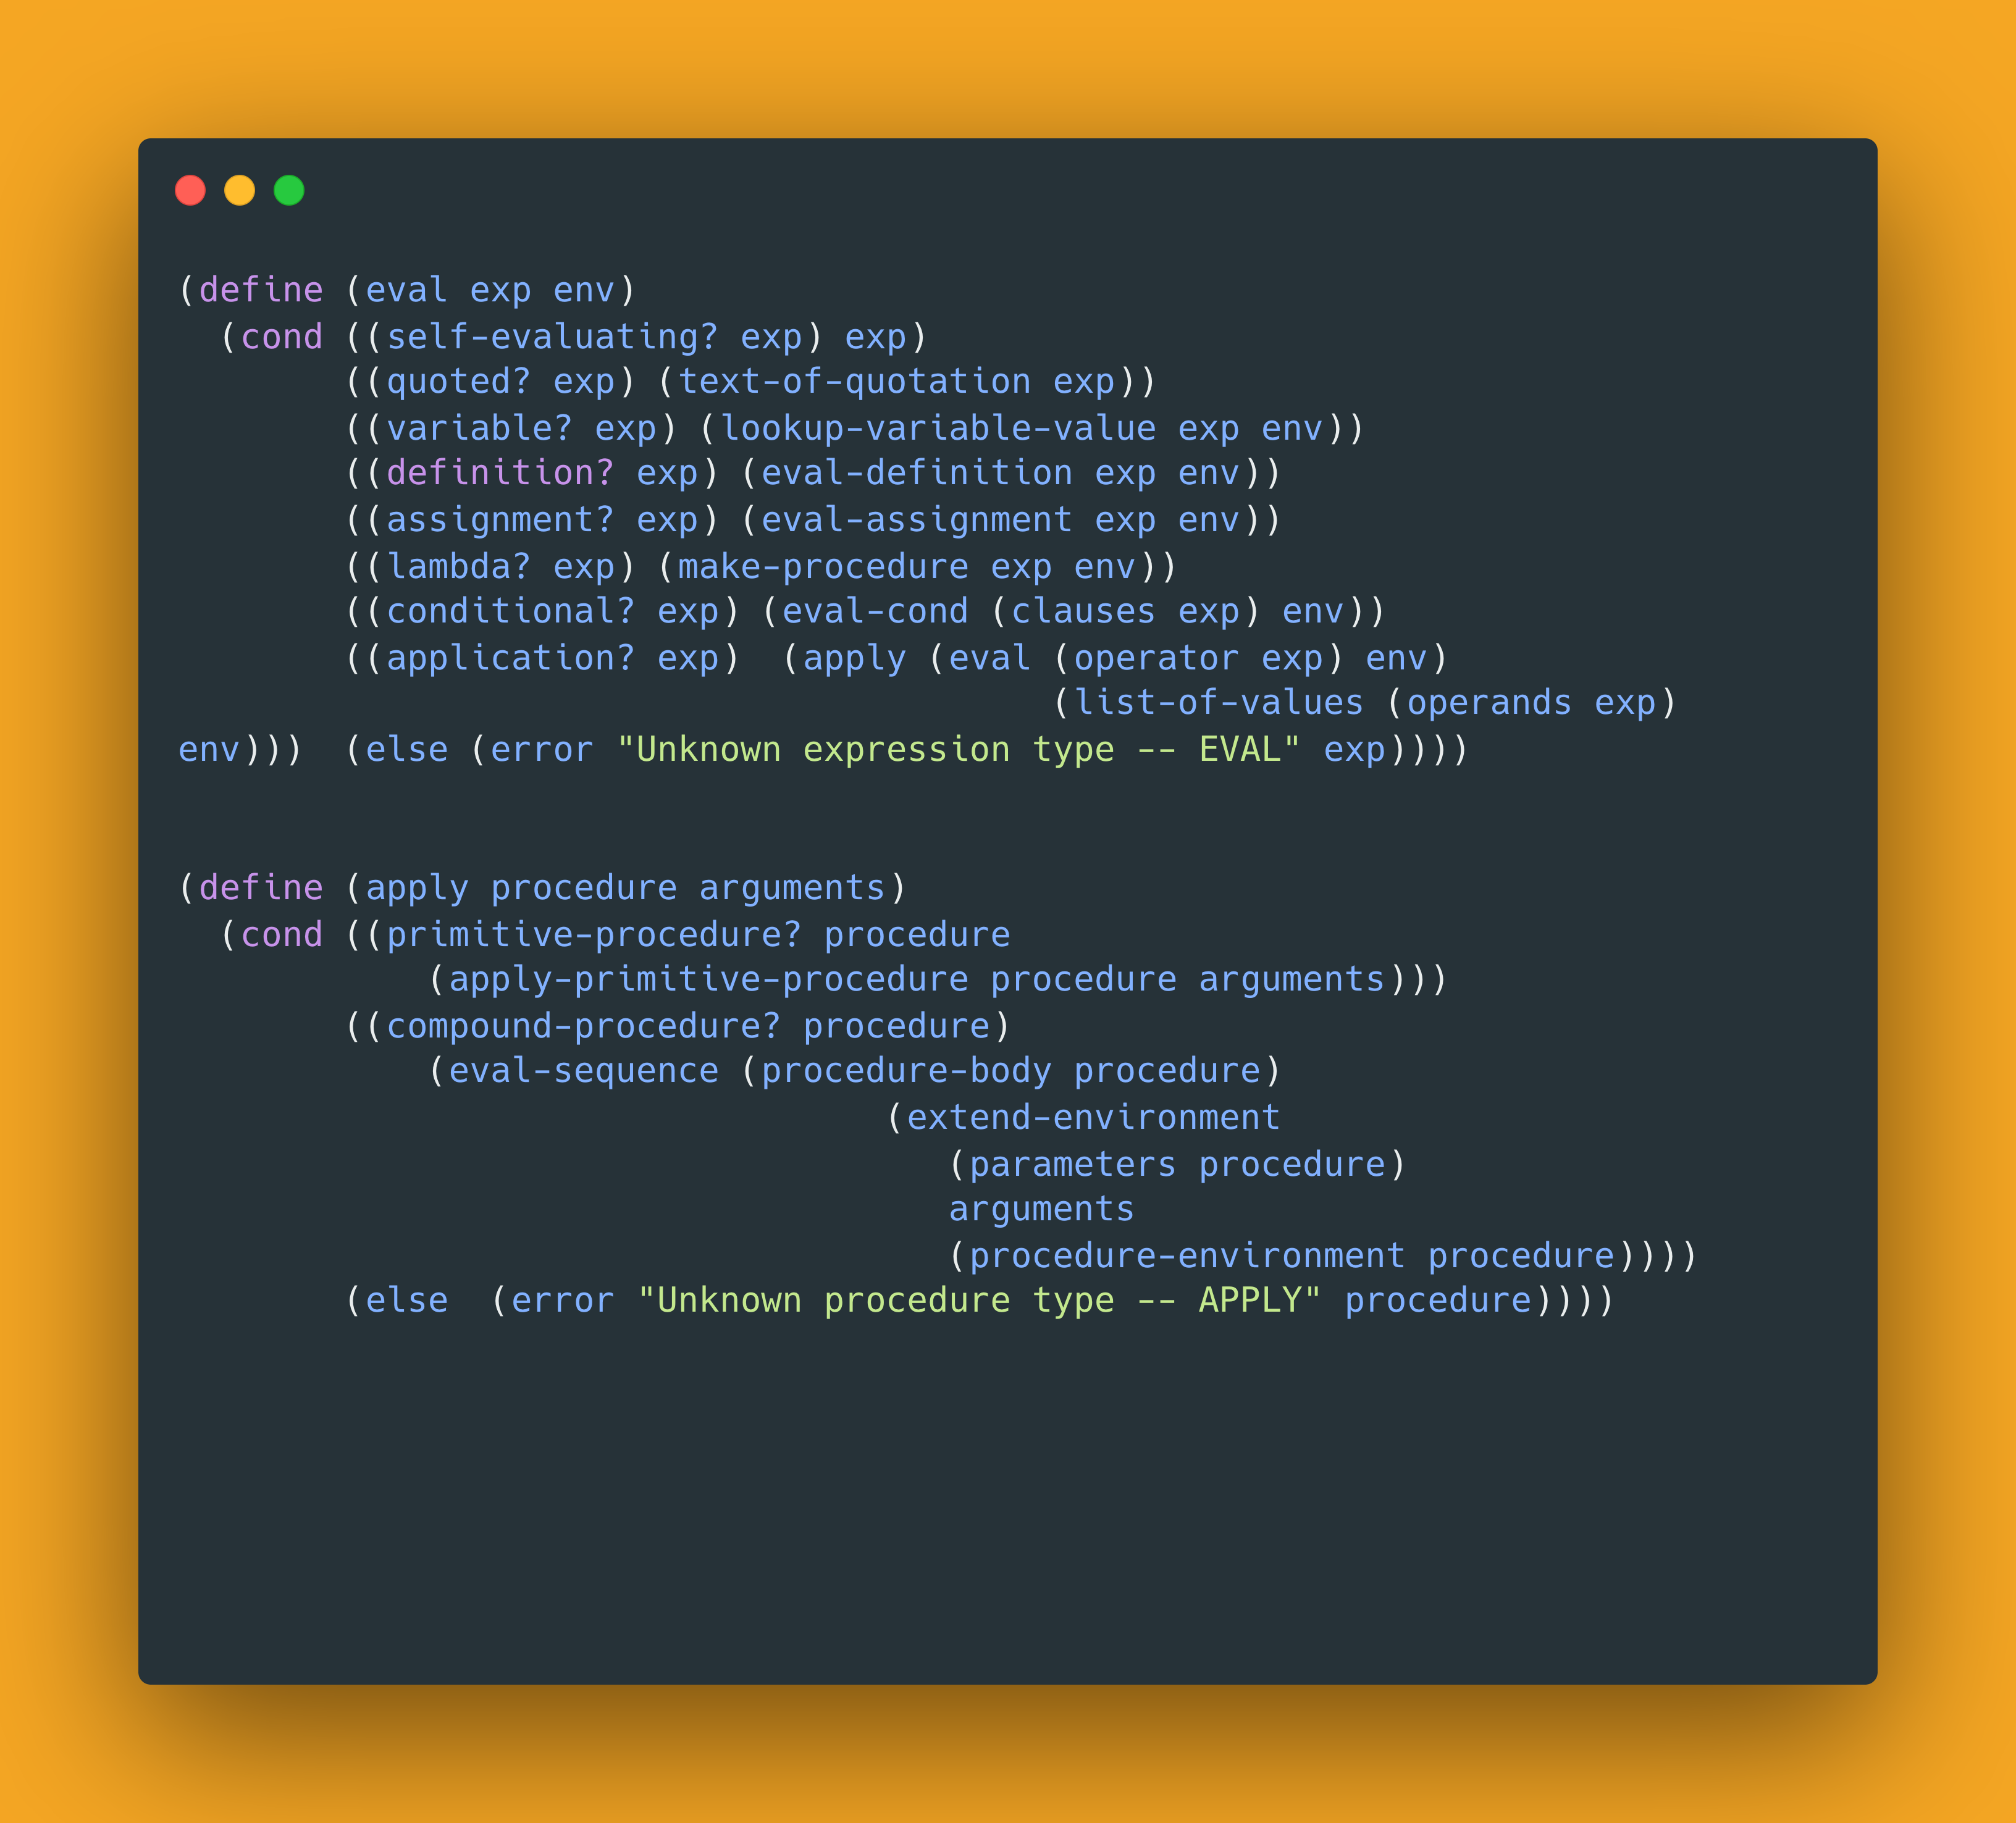 (define (eval exp env)
  (cond ((self-evaluating? exp) exp)
        ((quoted? exp) (text-of-quotation exp))
        ((variable? exp) (lookup-variable-value exp env))
        ((definition? exp) (eval-definition exp env))
        ((assignment? exp) (eval-assignment exp env))
        ((lambda? exp) (make-procedure exp env))
        ((conditional? exp) (eval-cond (clauses exp) env))
        ((application? exp)  (apply (eval (operator exp) env)
                                          (list-of-values (operands exp)
env)))  (else (error "Unknown expression type -- EVAL" exp))))
(define (apply procedure arguments)
  (cond ((primitive-procedure? procedure
            (apply-primitive-procedure procedure arguments)))
        ((compound-procedure? procedure)
            (eval-sequence (procedure-body procedure)
                                  (extend-environment
                                     (parameters procedure)
                                     arguments
                                     (procedure-environment procedure))))
        (else  (error "Unknown procedure type -- APPLY" procedure))))